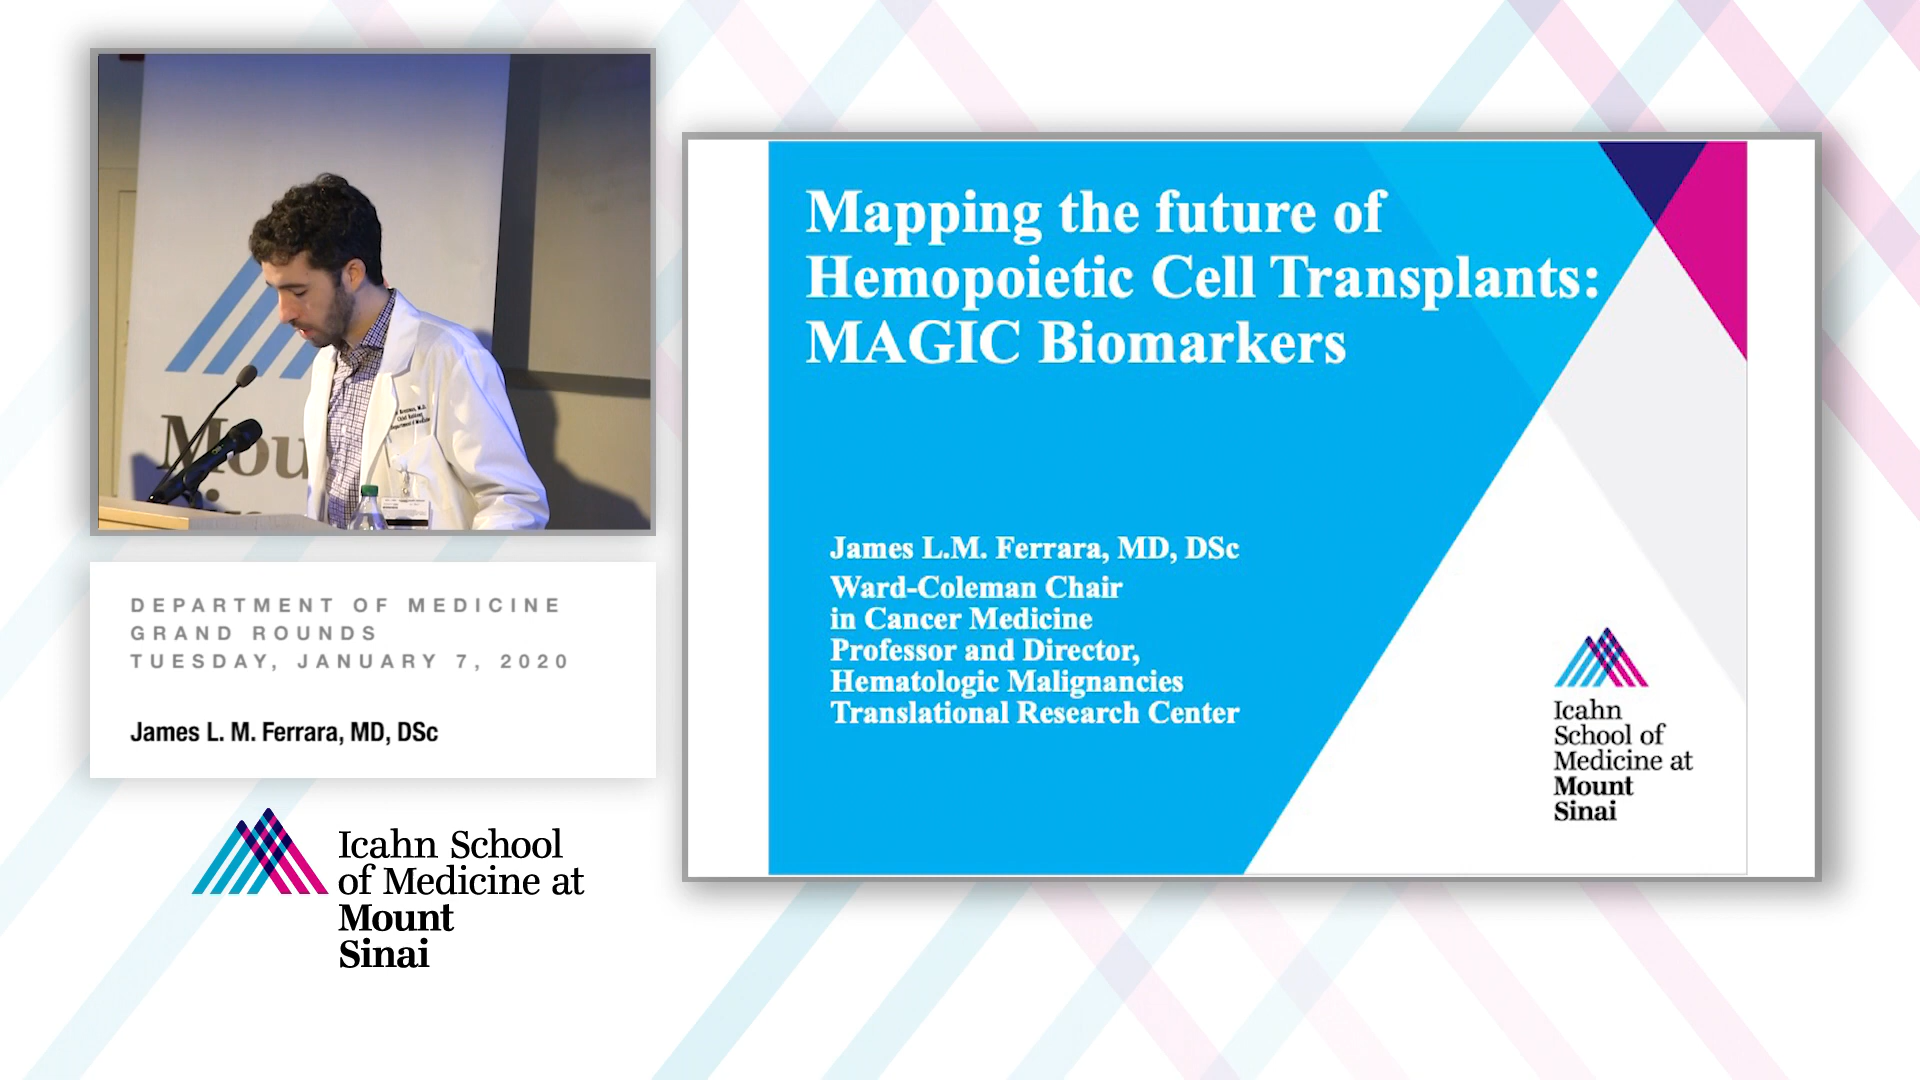 Mou
DEPARTMENT OF MEDICINE
GRAND ROUNDS
TUESDAY, JANUARY 7, 2020
James L. M. Ferrara, MD, DSc
Icahn School
of Medicine at
Mount
Sinai
Mapping the future of
Hemopoietic Cell Transplants:
MAGIC Biomarkers
James L.M. Ferrara, MD, DSc
Ward-Coleman Chair
in Cancer Medicine
Professor and Director,
Hematologic Malignancies
Translational Research Center
Icahn
School of
Medicine at
Mount
Sinai